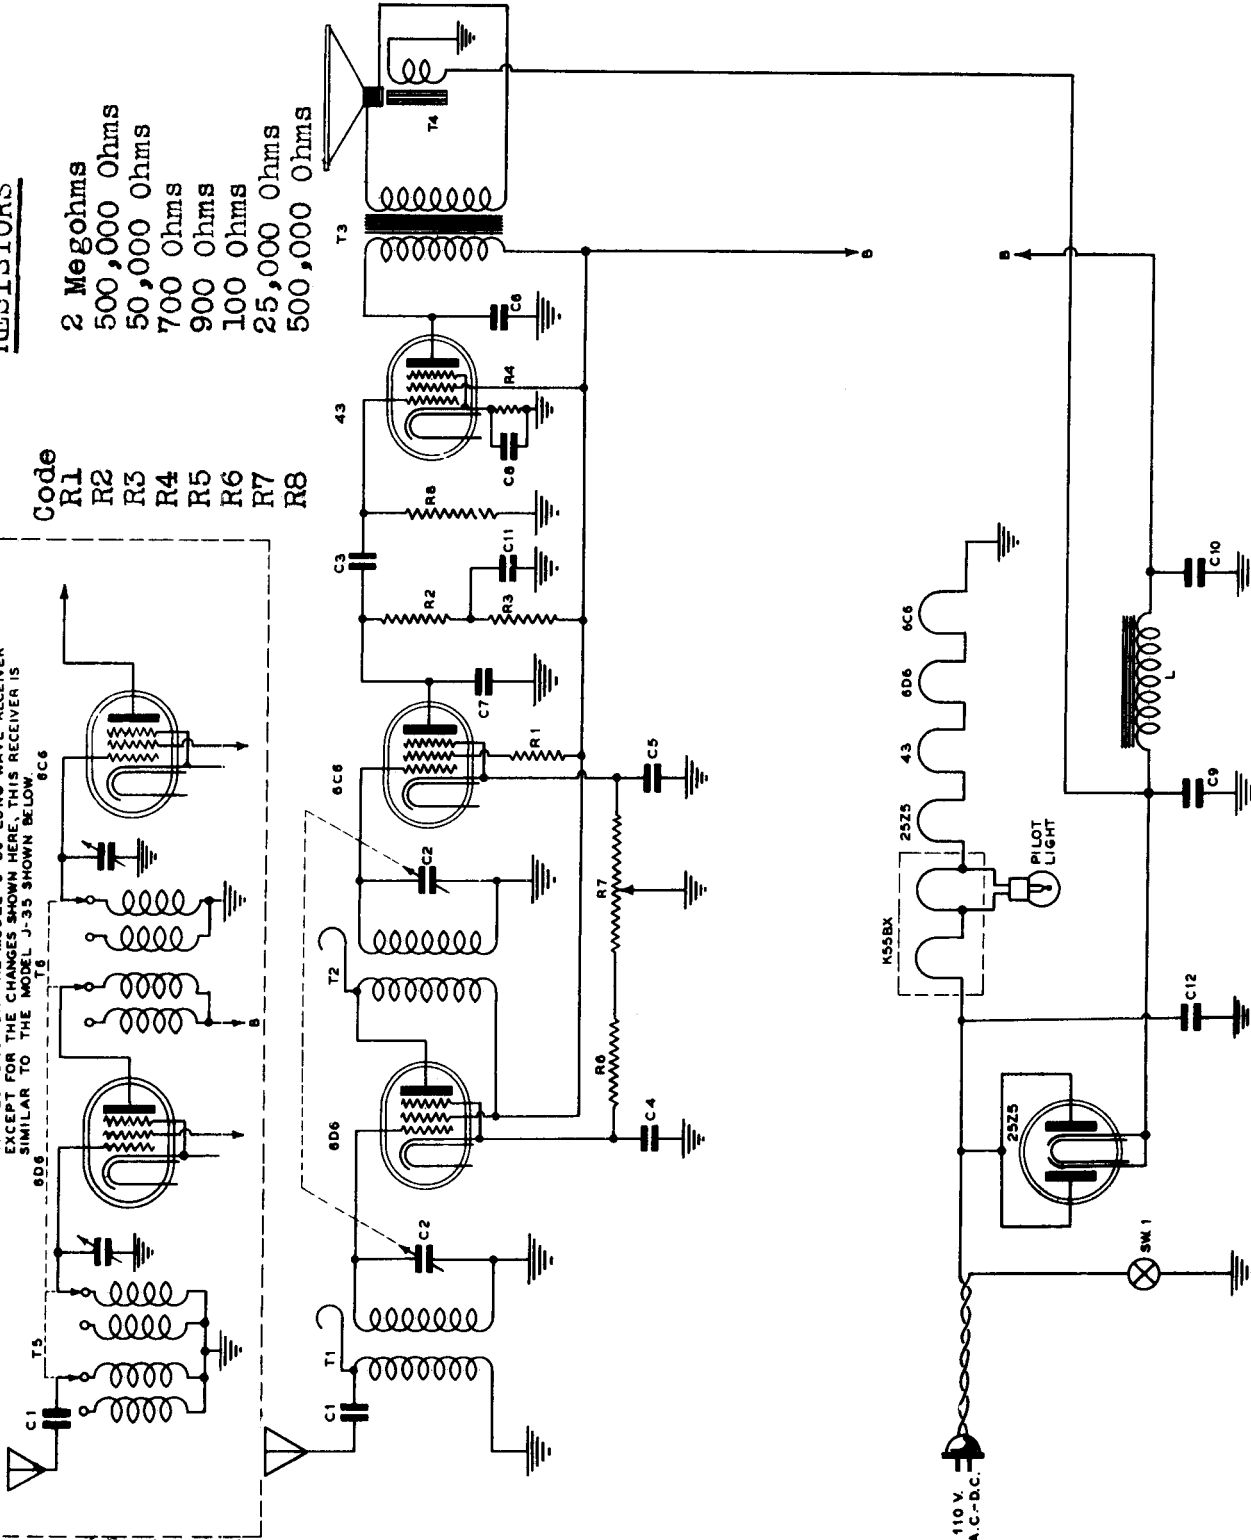 RESISTORS
Code
R1 2 Megohms
R2 500,000 Ohms
R3 50,000 Ohms
R4 700 Ohms
R5 900 Ohms
R6 100 Ohms
R7 25,000 Ohms
R8 500,000 Ohms
EXCEPT FOR THE CHANGES SHOWN HERE, THIS RECEIVER IS
SIMILAR TO THE MODEL J-35 SHOWN BELOW.
C1
T5
6D6
T6
6C6
B
C1
T1
C2
6D6
T2
C2
6C6
C7
R1
R2
R3
C3
C11
R8
43
C8
R4
C6
T3
T4
C4
R6
R7
C5
B
B
110 V.
A.C.-D.C.
SW. 1
25Z5
C12
K55BX
PILOT
LIGHT
25Z5
43
6D6
6C6
C9
L
C10